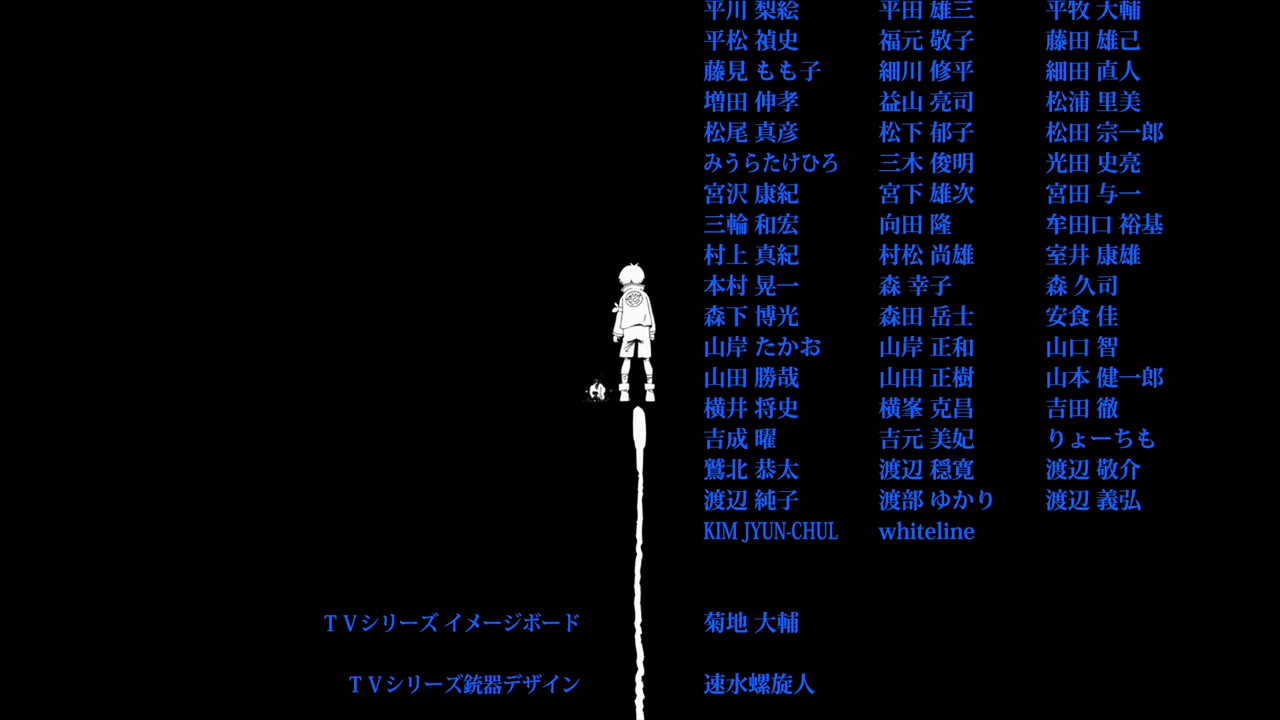 平川 梨絵 平田 雄三 平牧 大輔
平松 禎史 福元 敬子 藤田 雄己
藤見 もも子 細川 修平 細田 直人
増田 伸孝 益山 亮司 松浦 里美
松尾 真彦 松下 郁子 松田 宗一郎
みうらたけひろ 三木 俊明 光田 史亮
宮沢 康紀 宮下 雄次 宮田 与一
三輪 和宏 向田 隆 牟田口 裕基
村上 真紀 村松 尚雄 室井 康雄
本村 晃一 森 幸子 森 久司
森下 博光 森田 岳士 安食 佳
山岸 たかお 山岸 正和 山口 智
山田 勝哉 山田 正樹 山本 健一郎
横井 将史 横峯 克昌 吉田 徹
吉成 曜 吉元 美妃 りょーちも
鷲北 恭太 渡辺 穏寛 渡辺 敬介
渡辺 純子 渡部 ゆかり 渡辺 義弘
KIM JYUN-CHUL whiteline
ＴＶシリーズ イメージボード 菊地 大輔
ＴＶシリーズ銃器デザイン 速水螺旋人